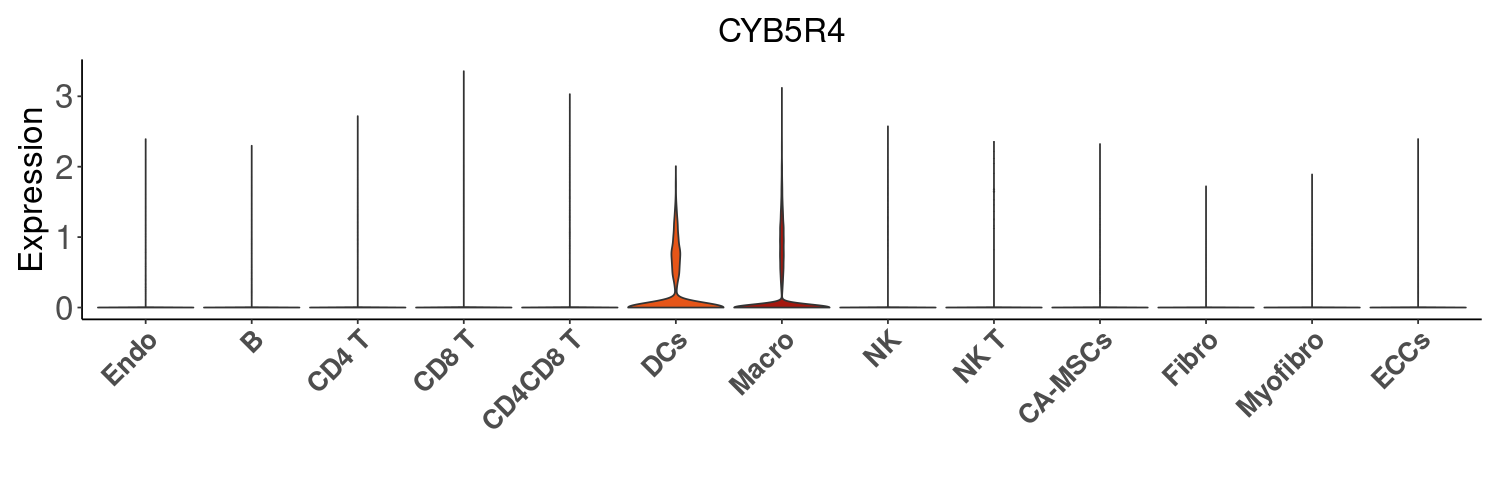 CYB5R4
Expression
3
2
1
0
Endo
B
CD4 T
CD8 T
CD4CD8 T
DCs
Macro
NK
NK T
CA-MSCs
Fibro
Myofibro
ECCs